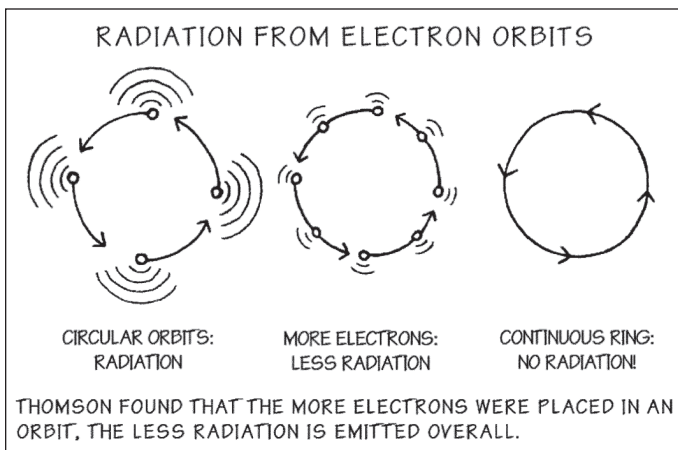 RADIATION FROM ELECTRON ORBITS
CIRCULAR ORBITS:
RADIATION
MORE ELECTRONS:
LESS RADIATION
CONTINUOUS RING:
NO RADIATION!
THOMSON FOUND THAT THE MORE ELECTRONS WERE PLACED IN AN
ORBIT, THE LESS RADIATION IS EMITTED OVERALL.